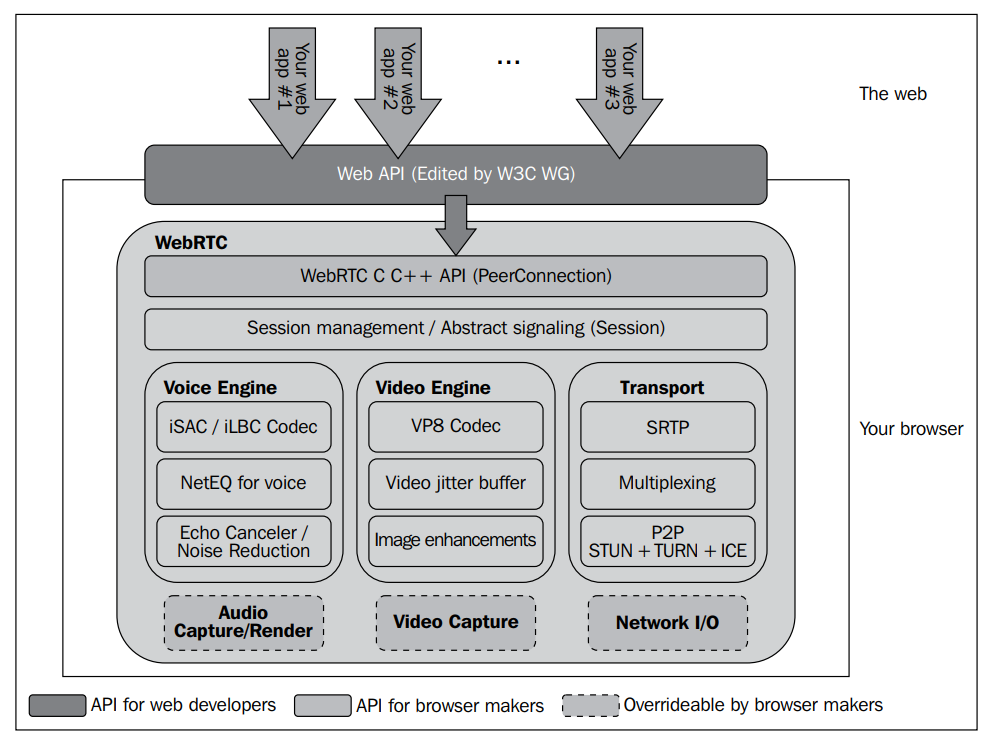 Your web
app #1
Your web
app #2
...
Your web
app #3
The web
Web API (Edited by W3C WG)
WebRTC
WebRTC C C++ API (PeerConnection)
Session management / Abstract signaling (Session)
Voice Engine
iSAC / iLBC Codec
NetEQ for voice
Echo Canceler /
Noise Reduction
Video Engine
VP8 Codec
Video jitter buffer
Image enhancements
Transport
SRTP
Multiplexing
P2P
STUN + TURN + ICE
Your browser
Audio
Capture/Render
Video Capture
Network I/O
API for web developers
API for browser makers
Overrideable by browser makers